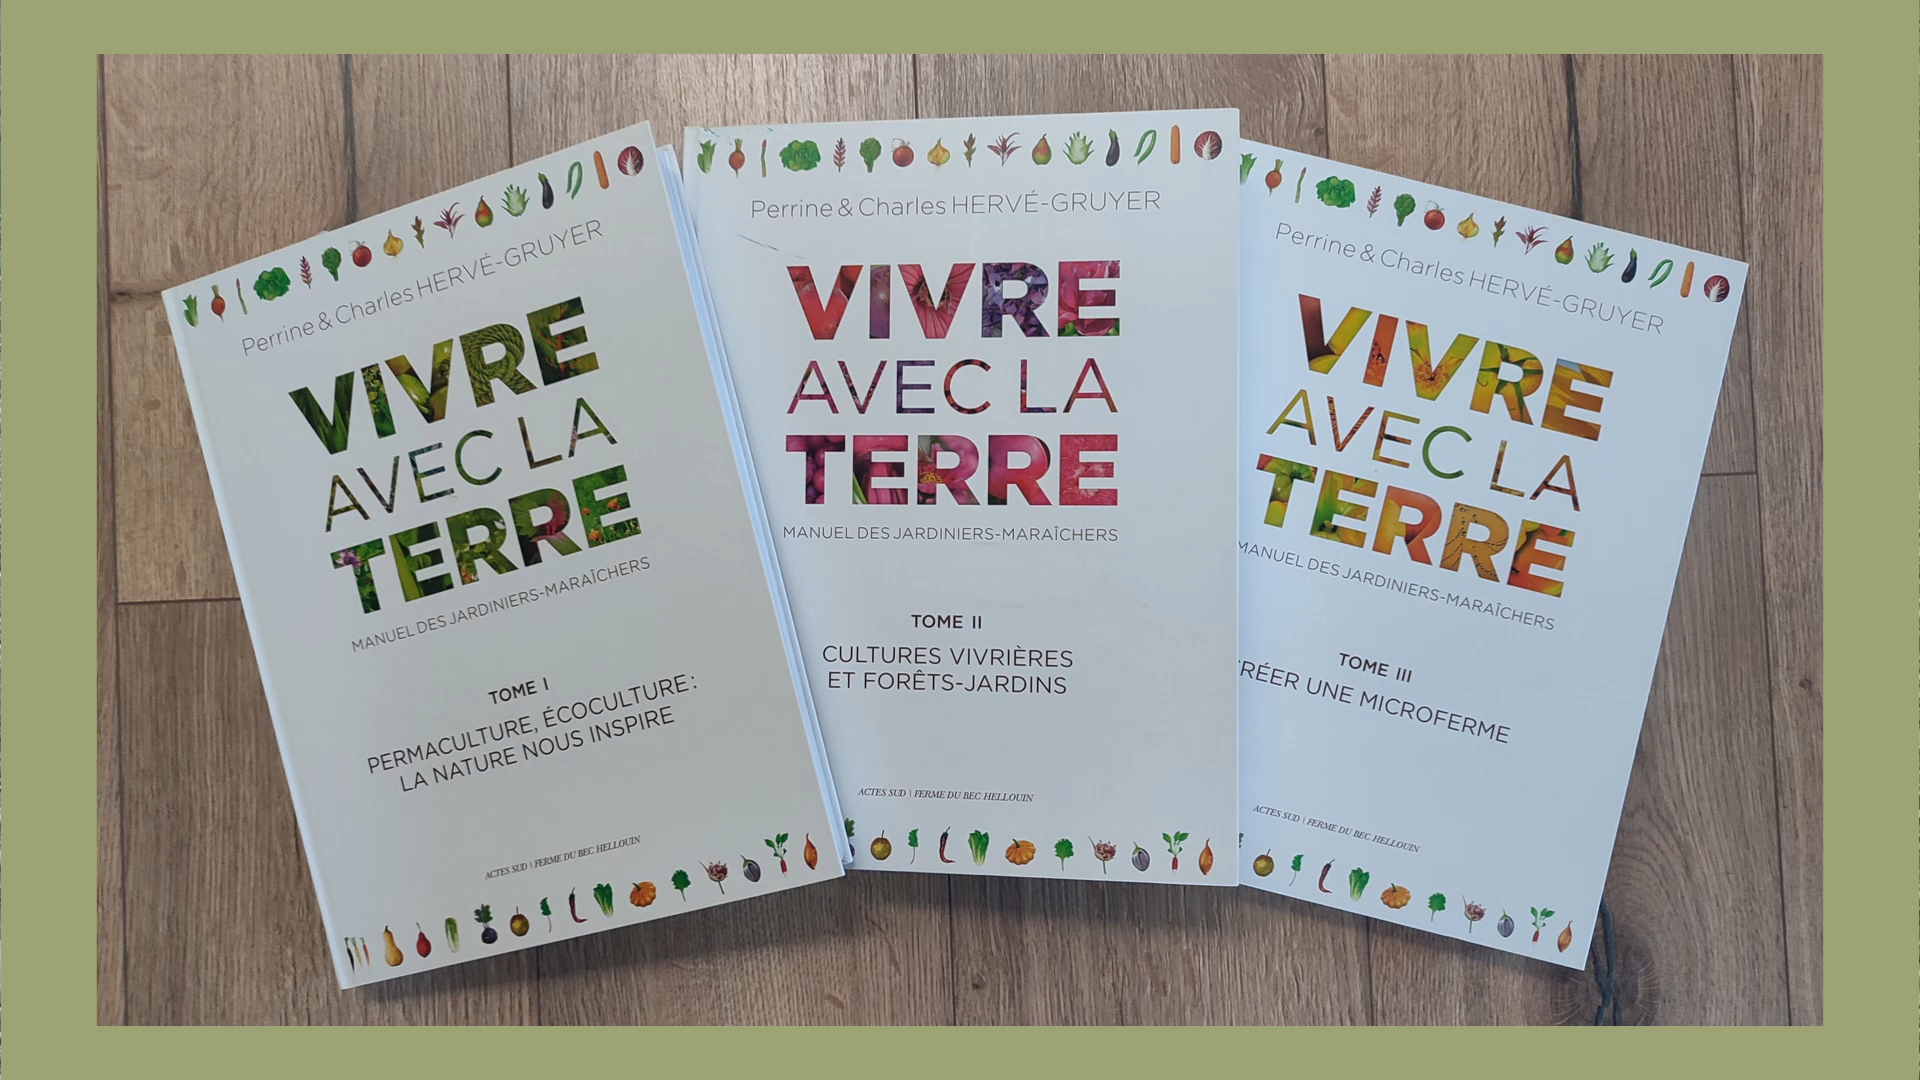 Perrine & Charles HERVÉ-GRUYER
VIVRE
AVEC LA
TERRE
MANUEL DES JARDINIERS-MARAÎCHERS
TOME I
PERMACULTURE, ÉCOCULTURE :
LA NATURE NOUS INSPIRE
ACTES SUD | FERME DU BEC HELLOUIN
Perrine & Charles HERVÉ-GRUYER
VIVRE
AVEC LA
TERRE
MANUEL DES JARDINIERS-MARAÎCHERS
TOME II
CULTURES VIVRIÈRES
ET FORÊTS-JARDINS
ACTES SUD | FERME DU BEC HELLOUIN
Perrine & Charles HERVÉ-GRUYER
VIVRE
AVEC LA
TERRE
MANUEL DES JARDINIERS-MARAÎCHERS
TOME III
CRÉER UNE MICROFERME
ACTES SUD | FERME DU BEC HELLOUIN